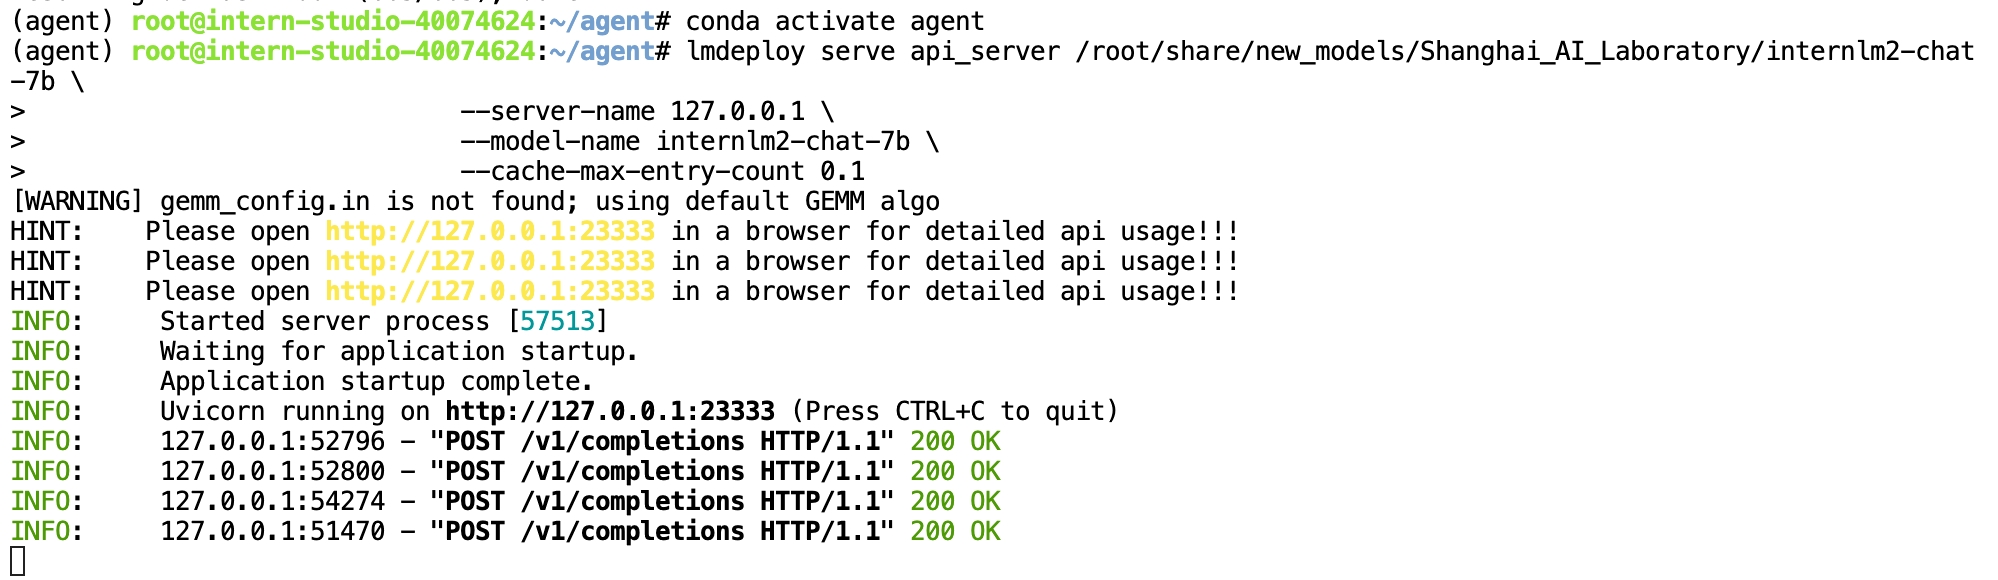 (agent) root@intern-studio-40074624:~/agent# conda activate agent
(agent) root@intern-studio-40074624:~/agent# lmdeploy serve api_server /root/share/new_models/Shanghai_AI_Laboratory/internlm2-chat
-7b \
> --server-name 127.0.0.1 \
> --model-name internlm2-chat-7b \
> --cache-max-entry-count 0.1
[WARNING] gemm_config.in is not found; using default GEMM algo
HINT: Please open http://127.0.0.1:23333 in a browser for detailed api usage!!!
HINT: Please open http://127.0.0.1:23333 in a browser for detailed api usage!!!
HINT: Please open http://127.0.0.1:23333 in a browser for detailed api usage!!!
INFO: Started server process [57513]
INFO: Waiting for application startup.
INFO: Application startup complete.
INFO: Uvicorn running on http://127.0.0.1:23333 (Press CTRL+C to quit)
INFO: 127.0.0.1:52796 - "POST /v1/completions HTTP/1.1" 200 OK
INFO: 127.0.0.1:52800 - "POST /v1/completions HTTP/1.1" 200 OK
INFO: 127.0.0.1:54274 - "POST /v1/completions HTTP/1.1" 200 OK
INFO: 127.0.0.1:51470 - "POST /v1/completions HTTP/1.1" 200 OK